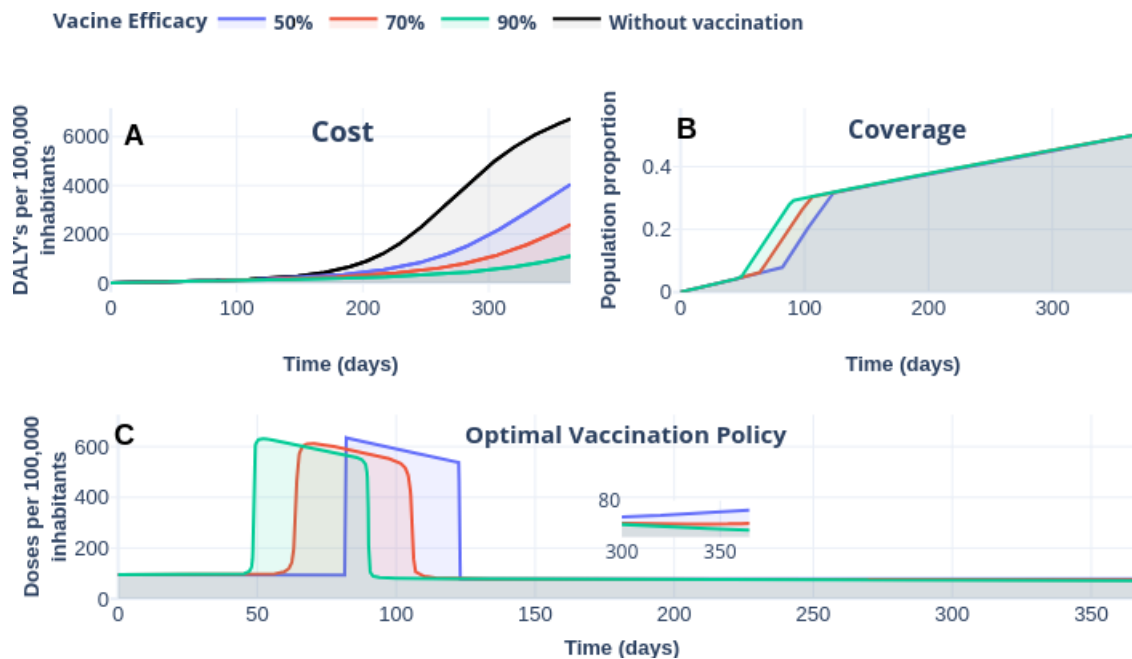 Vacine Efficacy 50% 70% 90% Without vaccination
A
Cost
DALY's per 100,000
inhabitants
6000
4000
2000
0
0 100 200 300
Time (days)
B
Coverage
Population proportion
0.4
0.2
0
0 100 200 300
Time (days)
C
Optimal Vaccination Policy
Doses per 100,000
inhabitants
600
400
200
0
80
300 350
0 50 100 150 200 250 300 350
Time (days)